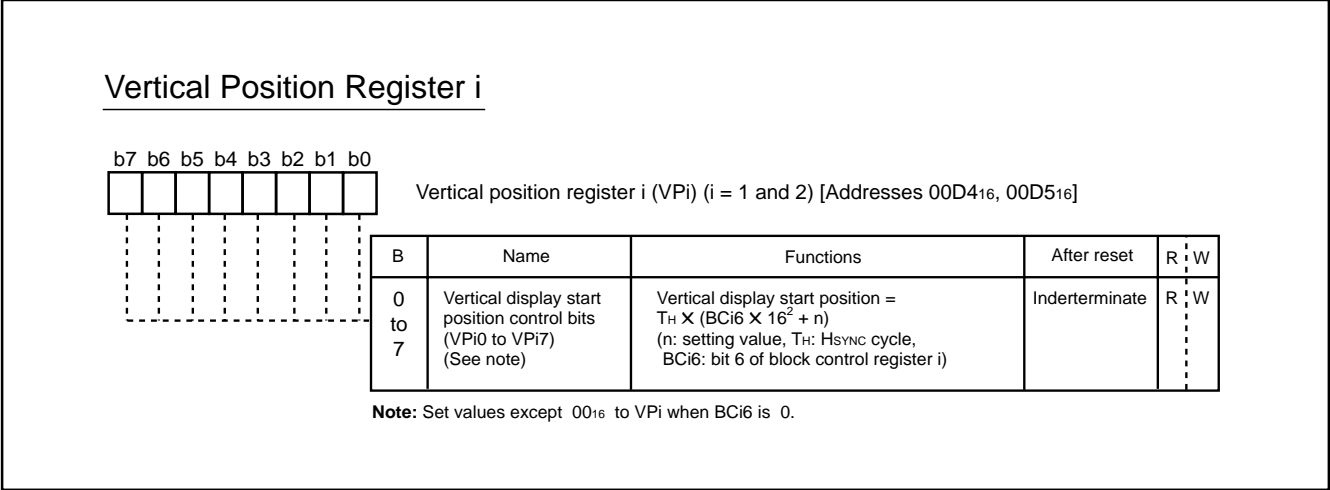 Vertical Position Register i
b7 b6 b5 b4 b3 b2 b1 b0
Vertical position register i (VPi) (i = 1 and 2) [Addresses 00D416, 00D516]
B Name Functions After reset R W
0 to 7
Vertical display start
position control bits
(VPi0 to VPi7)
(See note)
Vertical display start position =
TH X (BCi6 X 16² + n)
(n: setting value, TH: HSYNC cycle,
BCi6: bit 6 of block control register i)
Inderterminate R W
Note: Set values except 0016 to VPi when BCi6 is 0.